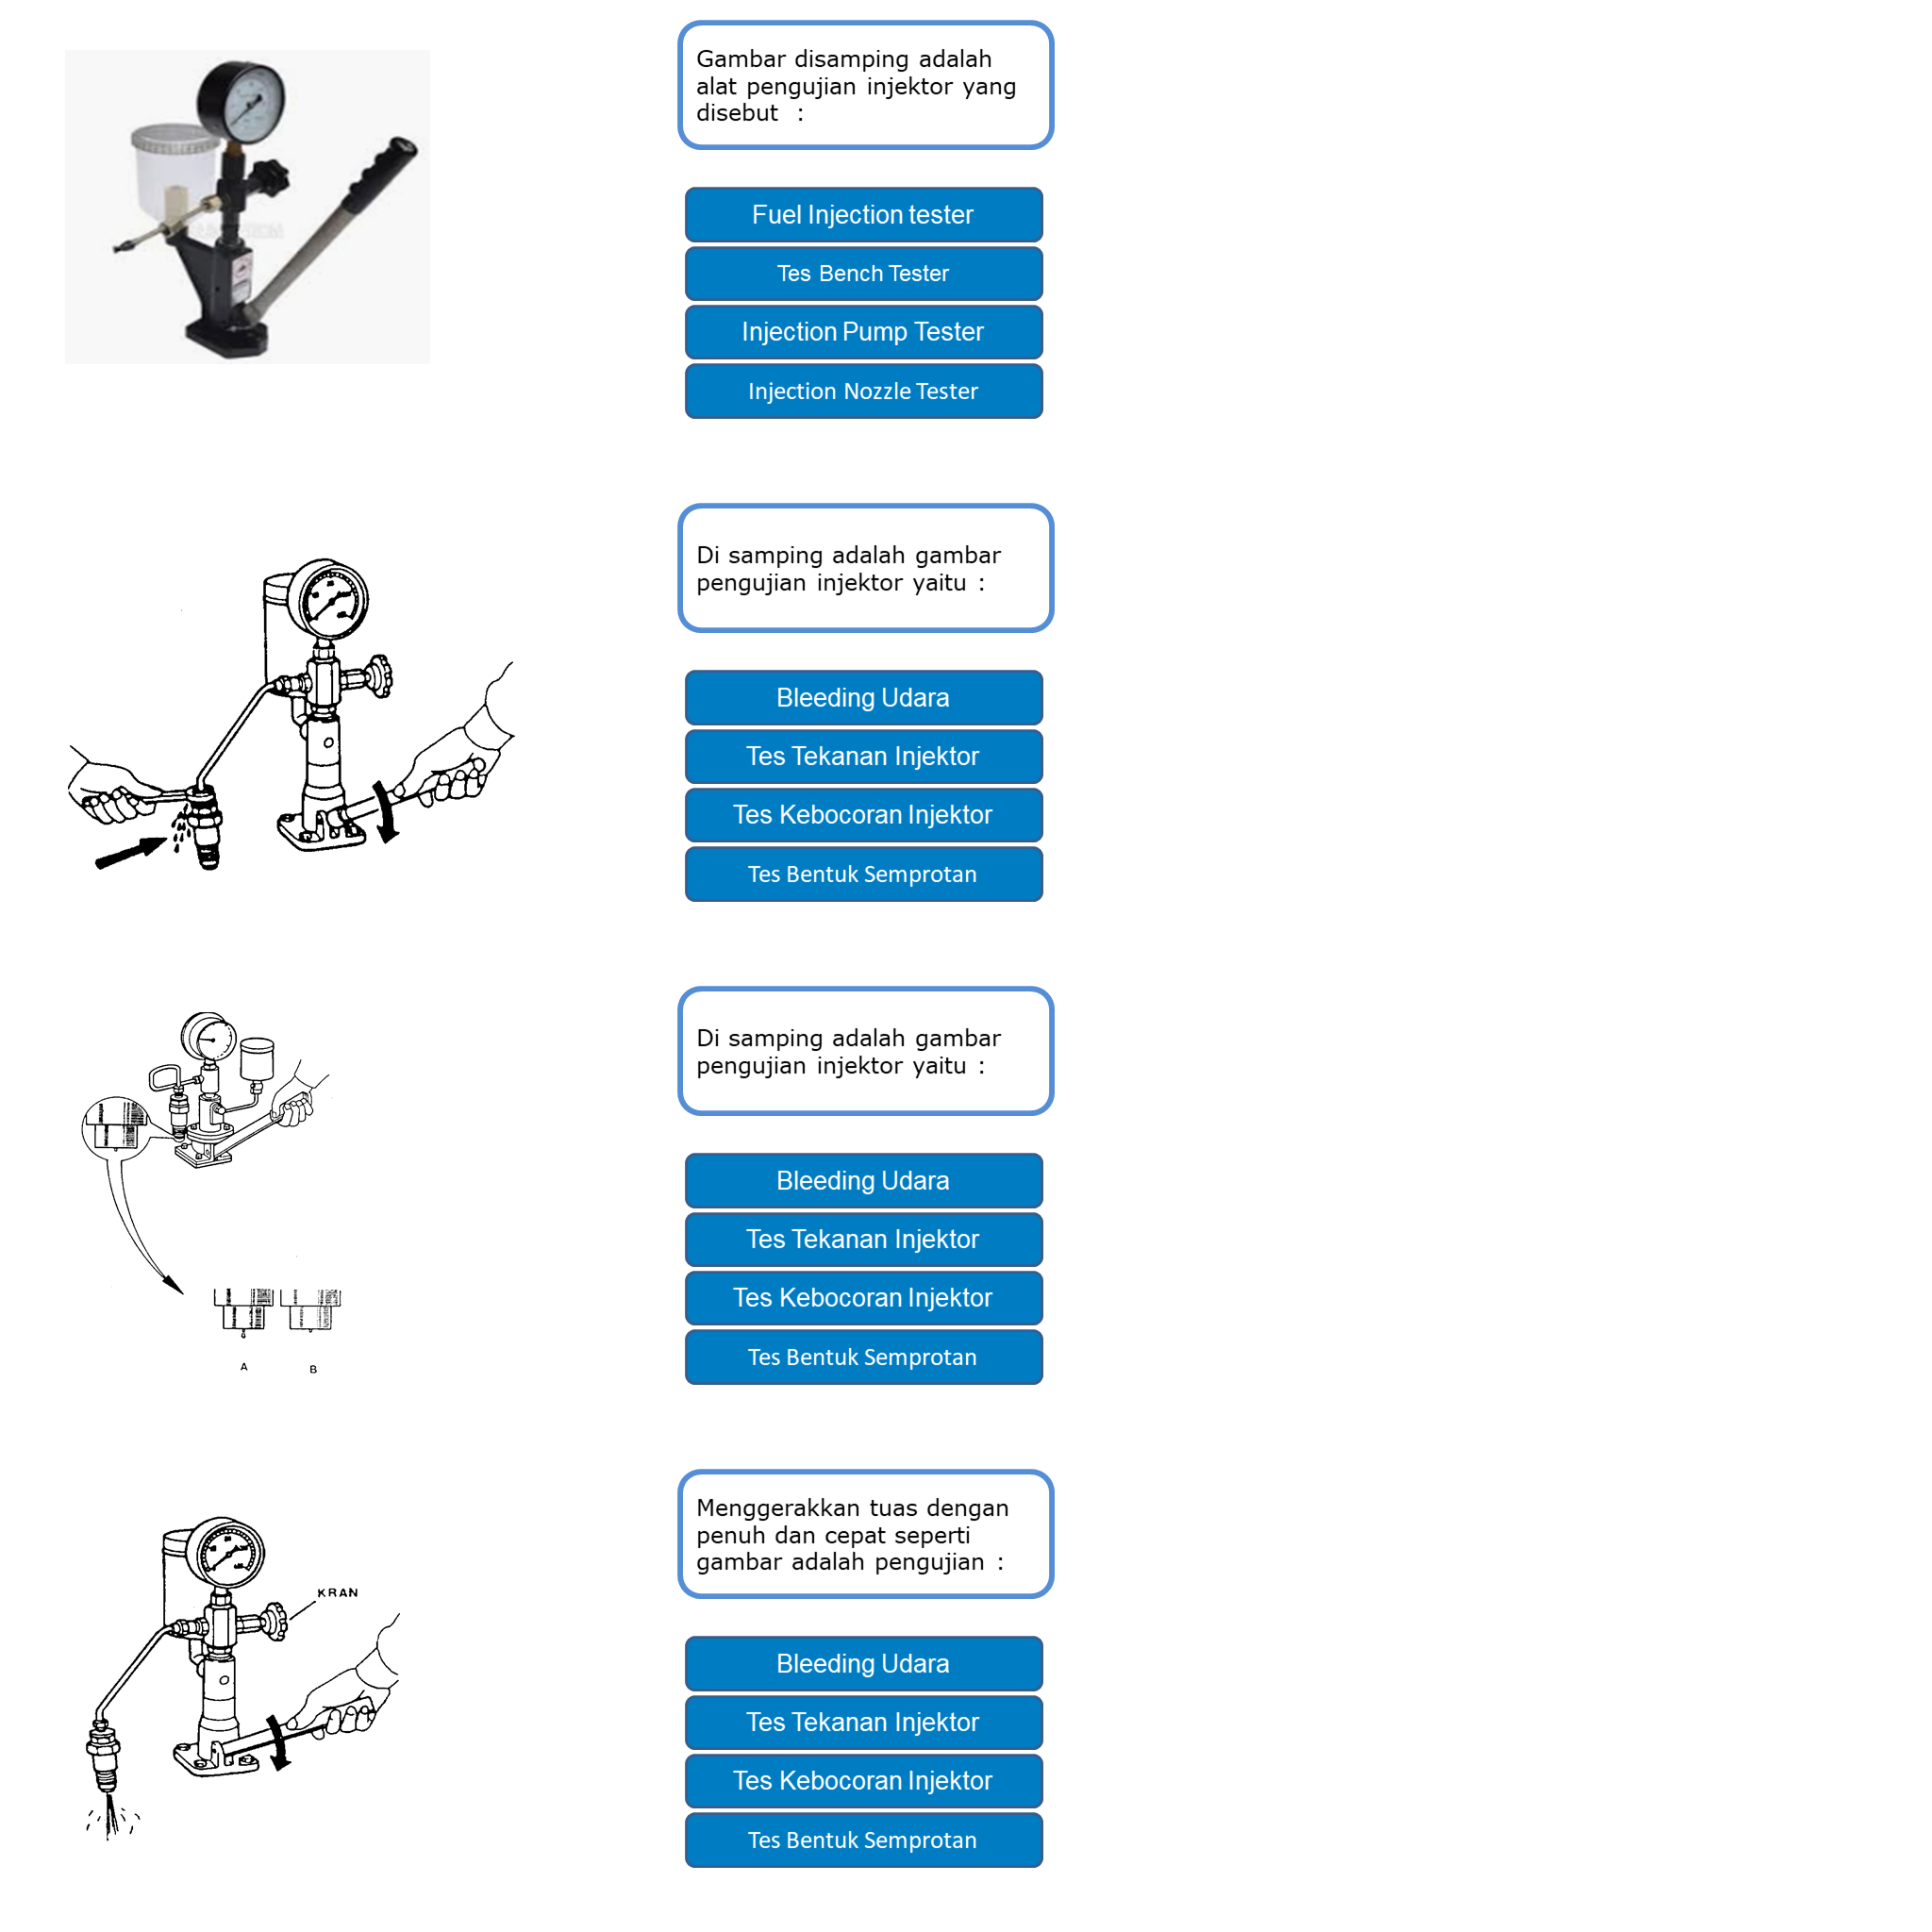 Gambar disamping adalah
alat pengujian injektor yang
disebut :
Fuel Injection tester
Tes Bench Tester
Injection Pump Tester
Injection Nozzle Tester
Di samping adalah gambar
pengujian injektor yaitu :
Bleeding Udara
Tes Tekanan Injektor
Tes Kebocoran Injektor
Tes Bentuk Semprotan
Di samping adalah gambar
pengujian injektor yaitu :
Bleeding Udara
Tes Tekanan Injektor
Tes Kebocoran Injektor
Tes Bentuk Semprotan
A B
Menggerakkan tuas dengan
penuh dan cepat seperti
gambar adalah pengujian :
KRAN
Bleeding Udara
Tes Tekanan Injektor
Tes Kebocoran Injektor
Tes Bentuk Semprotan